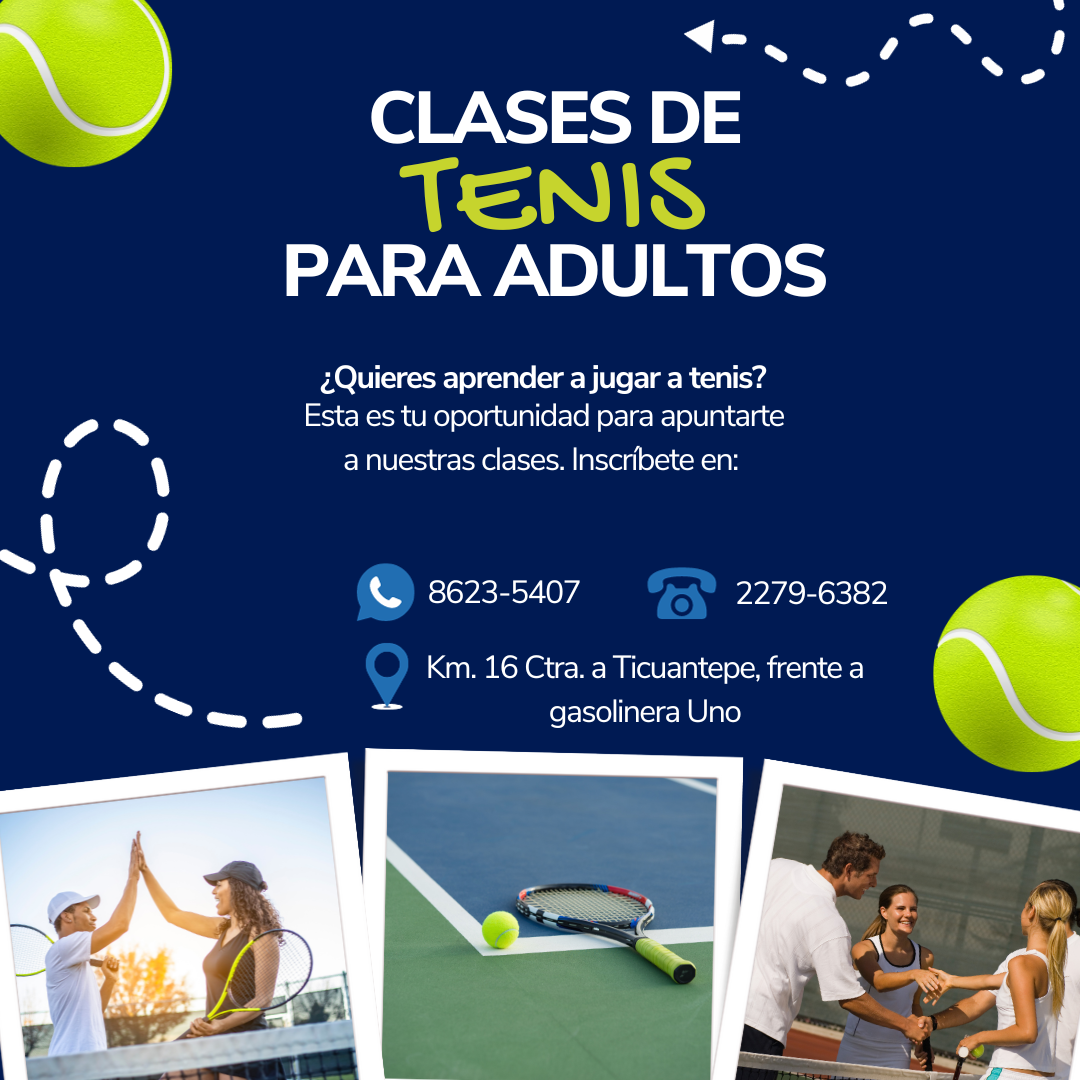 CLASES DE
TENIS
PARA ADULTOS
¿Quieres aprender a jugar a tenis?
Esta es tu oportunidad para apuntarte
a nuestras clases. Inscríbete en:
8623-5407
2279-6382
Km. 16 Ctra. a Ticuantepe, frente a
gasolinera Uno